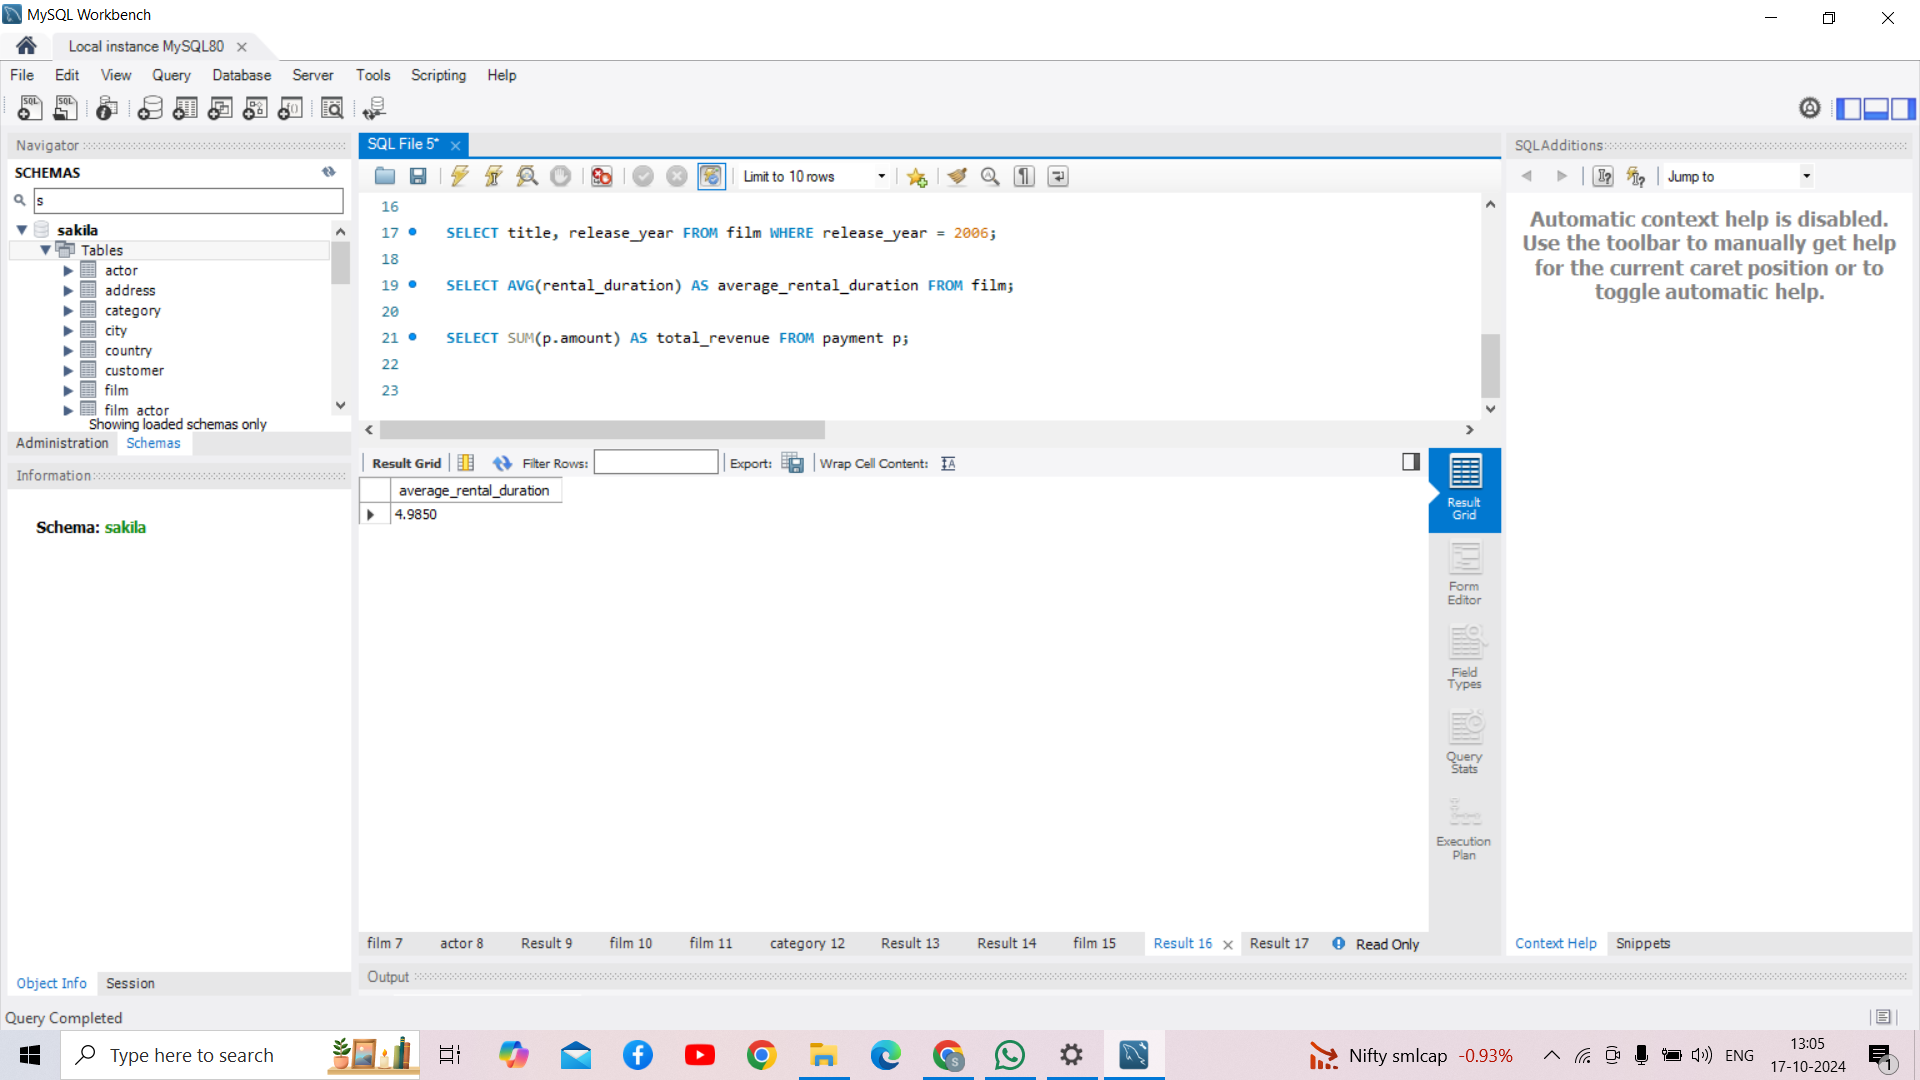 MySQL Workbench
Local instance MySQL80
File Edit View Query Database Server Tools Scripting Help
Navigator
SCHEMAS
s
sakila
Tables
actor
address
category
city
country
customer
film
film_actor
Showing loaded schemas only
Administration Schemas
Information
Schema: sakila
Object Info Session
SQL File 5*
Limit to 10 rows
16
17 SELECT title, release_year FROM film WHERE release_year = 2006;
18
19 SELECT AVG(rental_duration) AS average_rental_duration FROM film;
20
21 SELECT SUM(p.amount) AS total_revenue FROM payment p;
22
23
Result Grid Filter Rows: Export: Wrap Cell Content:
average_rental_duration
4.9850
Result
Grid
Form
Editor
Field
Types
Query
Stats
Execution
Plan
film 7 actor 8 Result 9 film 10 film 11 category 12 Result 13 Result 14 film 15 Result 16 Result 17 Read Only
Output
SQLAdditions
Jump to
Automatic context help is disabled.
Use the toolbar to manually get help
for the current caret position or to
toggle automatic help.
Context Help Snippets
Query Completed
Type here to search
Nifty smlcap -0.93%
ENG
13:05
17-10-2024
1